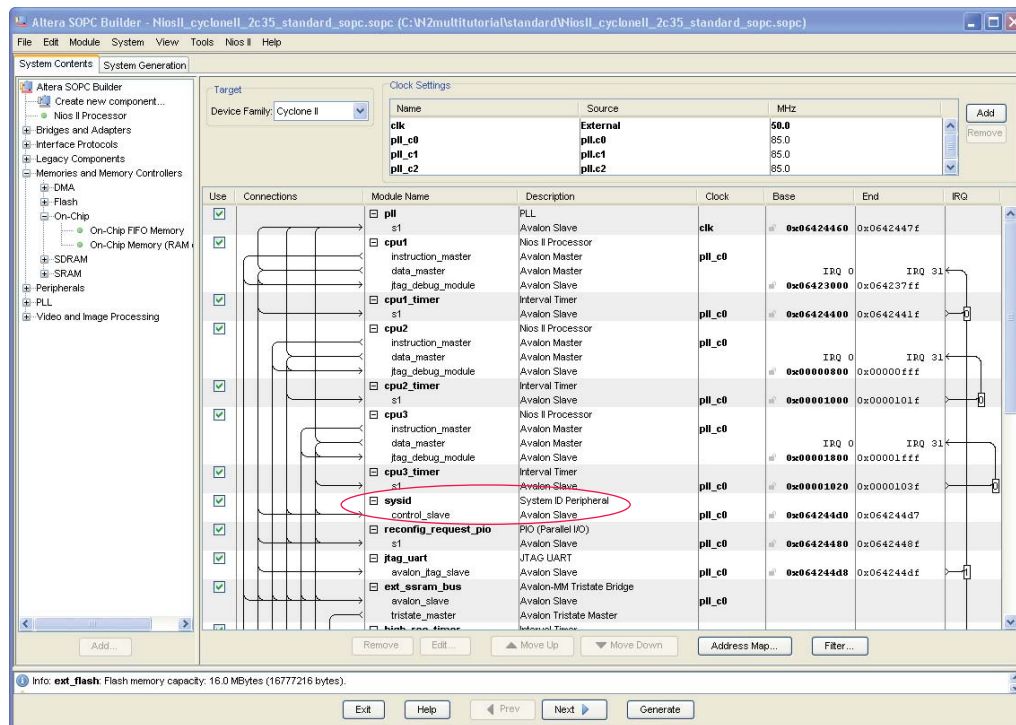 Altera SOPC Builder - NiosII_cycloneII_2c35_standard_sopc.sopc (C:\N2multitutorial\standard\NiosII_cycloneII_2c35_standard_sopc.sopc)
File Edit Module System View Tools Nios II Help
System Contents System Generation
Altera SOPC Builder
Create new component...
Nios II Processor
Bridges and Adapters
Interface Protocols
Legacy Components
Memories and Memory Controllers
DMA
Flash
On-Chip
On-Chip FIFO Memory
On-Chip Memory (RAM
SDRAM
SRAM
Peripherals
PLL
Video and Image Processing
Add...
Target
Device Family: Cyclone II
Clock Settings
Name Source MHz
clk External 50.0
pll_c0 pll.c0 85.0
pll_c1 pll.c1 85.0
pll_c2 pll.c2 85.0
Add
Remove
Use Connections Module Name Description Clock Base End IRQ
pll PLL
s1 Avalon Slave clk 0x06424460 0x0642447f
cpu1 Nios II Processor
instruction_master Avalon Master pll_c0
data_master Avalon Master IRQ 0 IRQ 31
jtag_debug_module Avalon Slave 0x06423000 0x064237ff
cpu1_timer Interval Timer
s1 Avalon Slave pll_c0 0x06424400 0x0642441f 0
cpu2 Nios II Processor
instruction_master Avalon Master pll_c0
data_master Avalon Master IRQ 0 IRQ 31
jtag_debug_module Avalon Slave 0x00000800 0x00000fff
cpu2_timer Interval Timer
s1 Avalon Slave pll_c0 0x00001000 0x0000101f 0
cpu3 Nios II Processor
instruction_master Avalon Master pll_c0
data_master Avalon Master IRQ 0 IRQ 31
jtag_debug_module Avalon Slave 0x00001800 0x00001fff
cpu3_timer Interval Timer
s1 Avalon Slave pll_c0 0x00001020 0x0000103f 0
sysid System ID Peripheral
control_slave Avalon Slave pll_c0 0x064244d0 0x064244d7
reconfig_request_pio PIO (Parallel I/O)
s1 Avalon Slave pll_c0 0x06424480 0x0642448f
jtag_uart JTAG UART
avalon_jtag_slave Avalon Slave pll_c0 0x064244d8 0x064244df 1
ext_ssram_bus Avalon-MM Tristate Bridge
avalon_slave Avalon Slave pll_c0
tristate_master Avalon Tristate Master
high_res_timer Interval Timer
Remove Edit... Move Up Move Down Address Map... Filter...
Info: ext_flash: Flash memory capacity: 16.0 MBytes (16777216 bytes).
Exit Help Prev Next Generate